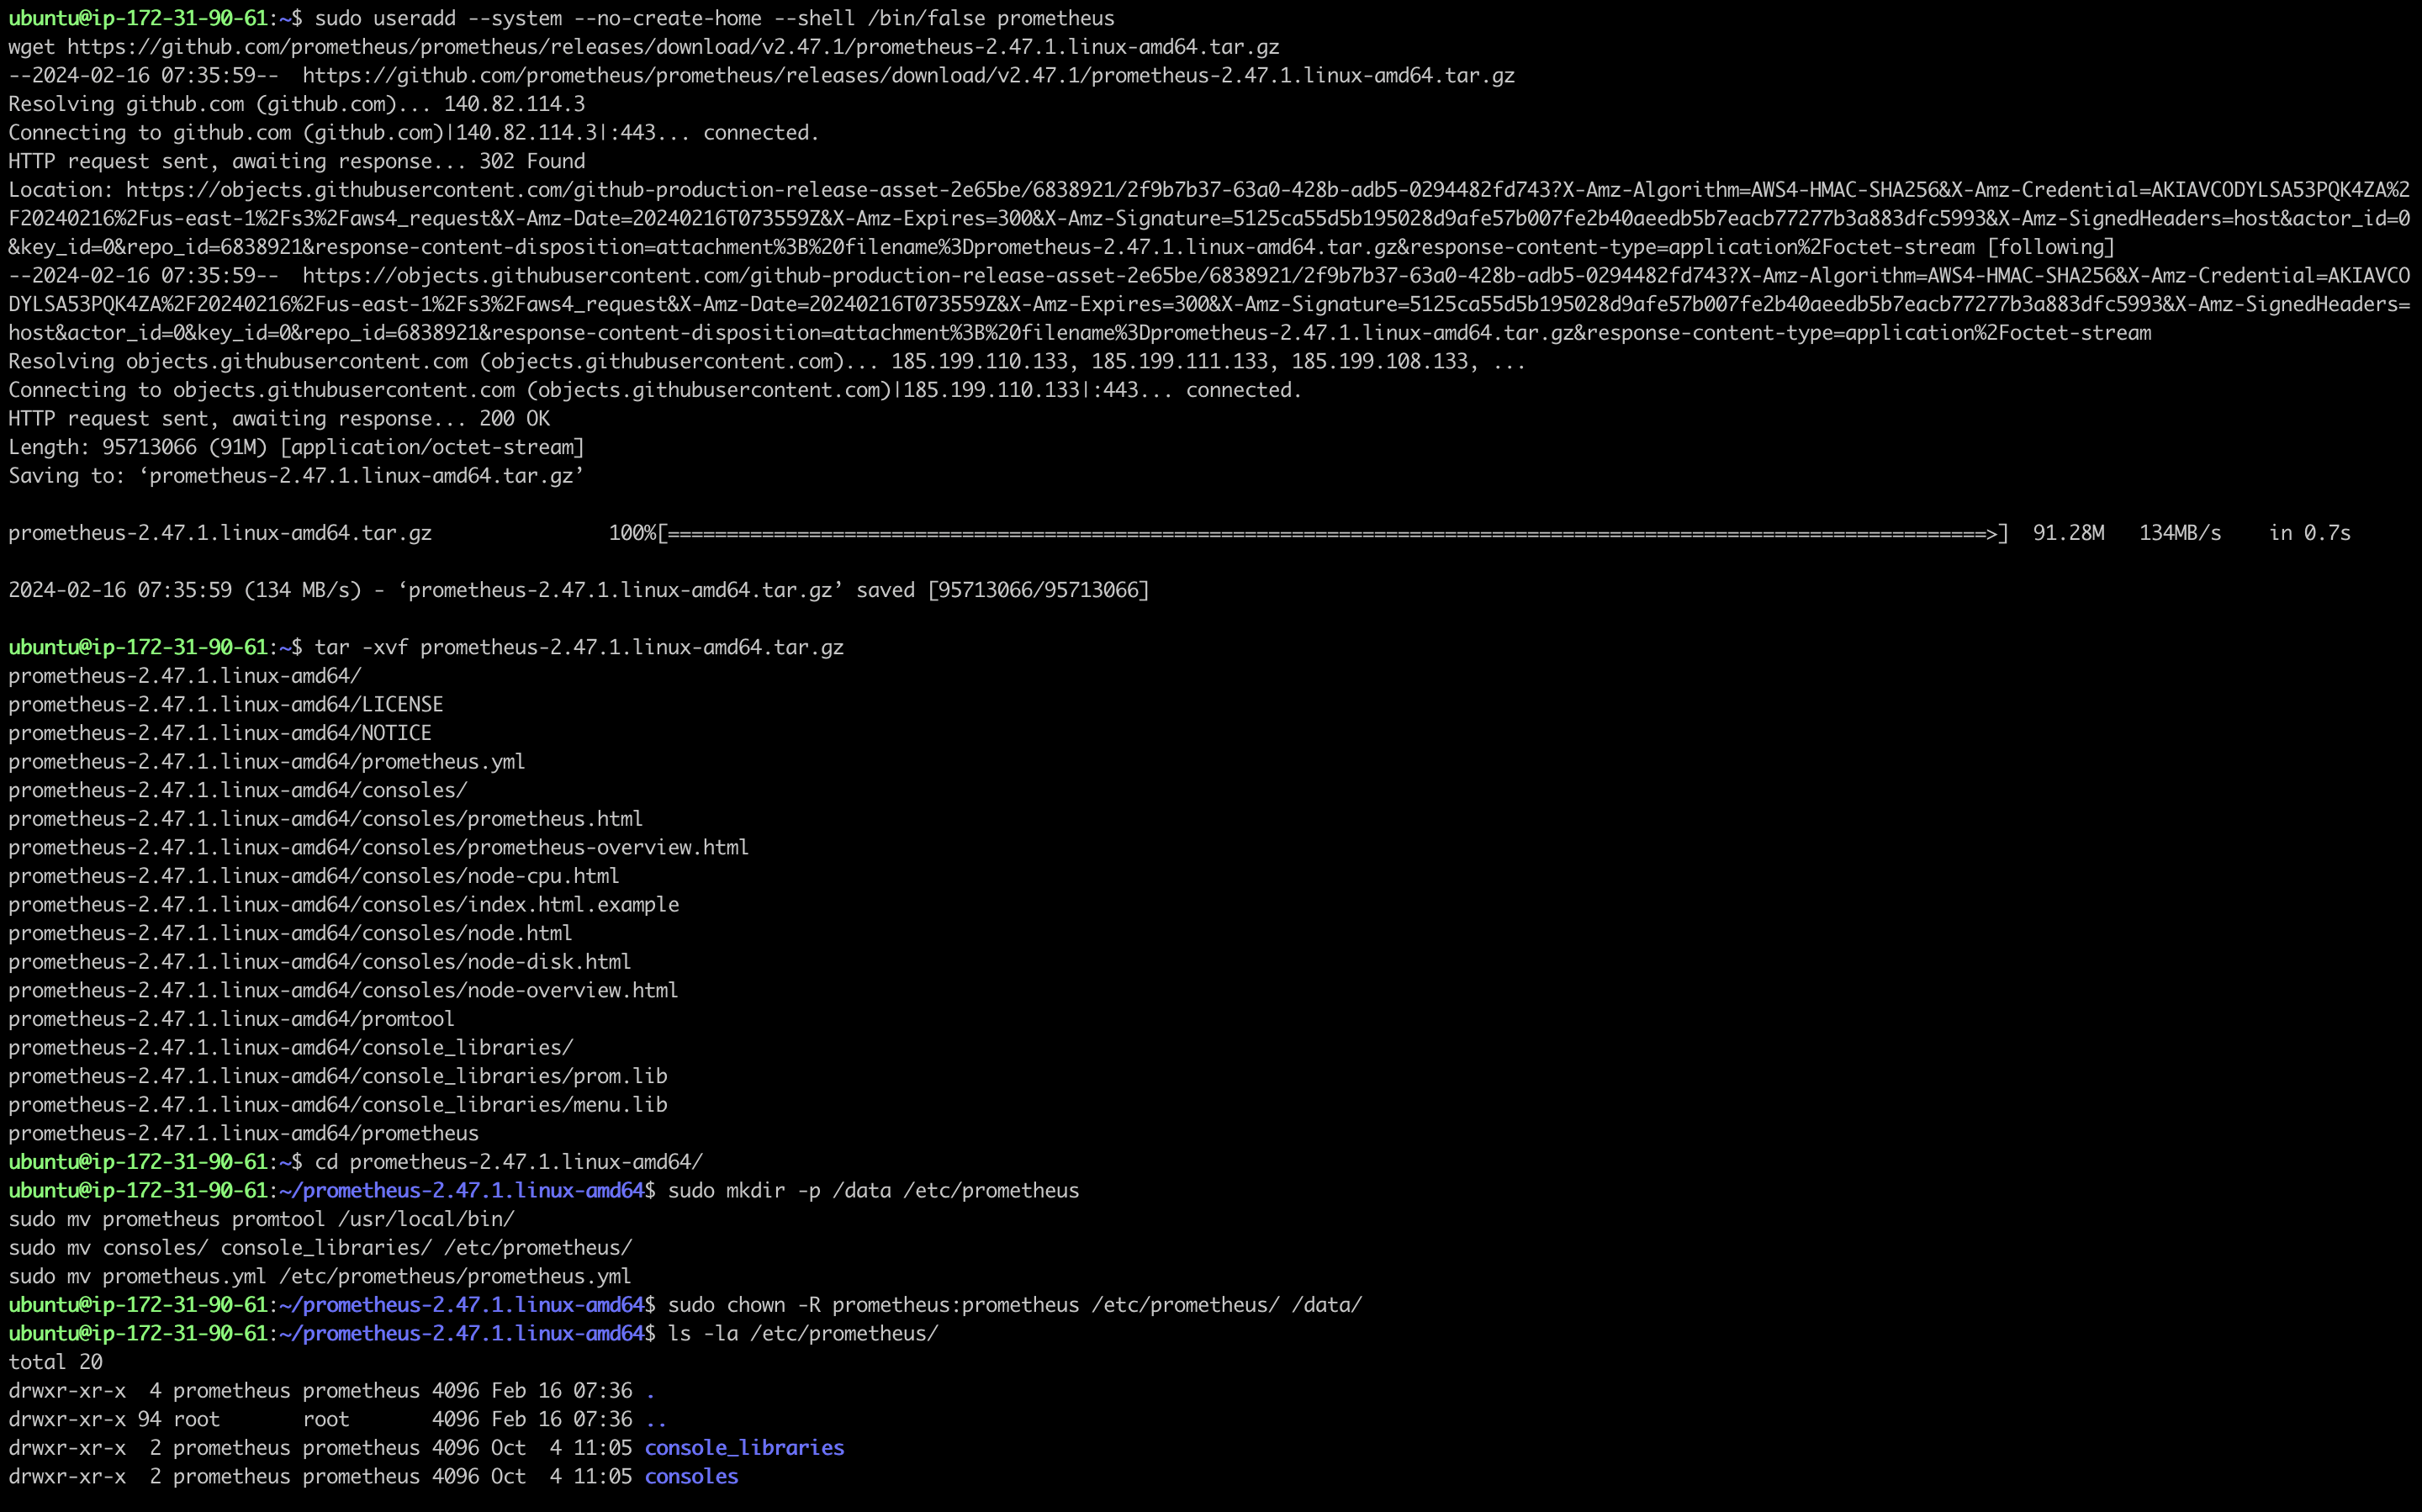 ubuntu@ip-172-31-90-61:~$ sudo useradd --system --no-create-home --shell /bin/false prometheus
wget https://github.com/prometheus/prometheus/releases/download/v2.47.1/prometheus-2.47.1.linux-amd64.tar.gz
--2024-02-16 07:35:59--  https://github.com/prometheus/prometheus/releases/download/v2.47.1/prometheus-2.47.1.linux-amd64.tar.gz
Resolving github.com (github.com)... 140.82.114.3
Connecting to github.com (github.com)|140.82.114.3|:443... connected.
HTTP request sent, awaiting response... 302 Found
Location: https://objects.githubusercontent.com/github-production-release-asset-2e65be/6838921/2f9b7b37-63a0-428b-adb5-0294482fd743?X-Amz-Algorithm=AWS4-HMAC-SHA256&X-Amz-Credential=AKIAVCODYLSA53PQK4ZA%2
F20240216%2Fus-east-1%2Fs3%2Faws4_request&X-Amz-Date=20240216T073559Z&X-Amz-Expires=300&X-Amz-Signature=5125ca55d5b195028d9afe57b007fe2b40aeedb5b7eacb77277b3a883dfc5993&X-Amz-SignedHeaders=host&actor_id=0
&key_id=0&repo_id=6838921&response-content-disposition=attachment%3B%20filename%3Dprometheus-2.47.1.linux-amd64.tar.gz&response-content-type=application%2Foctet-stream [following]
--2024-02-16 07:35:59--  https://objects.githubusercontent.com/github-production-release-asset-2e65be/6838921/2f9b7b37-63a0-428b-adb5-0294482fd743?X-Amz-Algorithm=AWS4-HMAC-SHA256&X-Amz-Credential=AKIAVCO
DYLSA53PQK4ZA%2F20240216%2Fus-east-1%2Fs3%2Faws4_request&X-Amz-Date=20240216T073559Z&X-Amz-Expires=300&X-Amz-Signature=5125ca55d5b195028d9afe57b007fe2b40aeedb5b7eacb77277b3a883dfc5993&X-Amz-SignedHeaders=
host&actor_id=0&key_id=0&repo_id=6838921&response-content-disposition=attachment%3B%20filename%3Dprometheus-2.47.1.linux-amd64.tar.gz&response-content-type=application%2Foctet-stream
Resolving objects.githubusercontent.com (objects.githubusercontent.com)... 185.199.110.133, 185.199.111.133, 185.199.108.133, ...
Connecting to objects.githubusercontent.com (objects.githubusercontent.com)|185.199.110.133|:443... connected.
HTTP request sent, awaiting response... 200 OK
Length: 95713066 (91M) [application/octet-stream]
Saving to: ‘prometheus-2.47.1.linux-amd64.tar.gz’
prometheus-2.47.1.linux-amd64.tar.gz               100%[================================================================================================================>]  91.28M   134MB/s    in 0.7s
2024-02-16 07:35:59 (134 MB/s) - ‘prometheus-2.47.1.linux-amd64.tar.gz’ saved [95713066/95713066]
ubuntu@ip-172-31-90-61:~$ tar -xvf prometheus-2.47.1.linux-amd64.tar.gz
prometheus-2.47.1.linux-amd64/
prometheus-2.47.1.linux-amd64/LICENSE
prometheus-2.47.1.linux-amd64/NOTICE
prometheus-2.47.1.linux-amd64/prometheus.yml
prometheus-2.47.1.linux-amd64/consoles/
prometheus-2.47.1.linux-amd64/consoles/prometheus.html
prometheus-2.47.1.linux-amd64/consoles/prometheus-overview.html
prometheus-2.47.1.linux-amd64/consoles/node-cpu.html
prometheus-2.47.1.linux-amd64/consoles/index.html.example
prometheus-2.47.1.linux-amd64/consoles/node.html
prometheus-2.47.1.linux-amd64/consoles/node-disk.html
prometheus-2.47.1.linux-amd64/consoles/node-overview.html
prometheus-2.47.1.linux-amd64/promtool
prometheus-2.47.1.linux-amd64/console_libraries/
prometheus-2.47.1.linux-amd64/console_libraries/prom.lib
prometheus-2.47.1.linux-amd64/console_libraries/menu.lib
prometheus-2.47.1.linux-amd64/prometheus
ubuntu@ip-172-31-90-61:~$ cd prometheus-2.47.1.linux-amd64/
ubuntu@ip-172-31-90-61:~/prometheus-2.47.1.linux-amd64$ sudo mkdir -p /data /etc/prometheus
sudo mv prometheus promtool /usr/local/bin/
sudo mv consoles/ console_libraries/ /etc/prometheus/
sudo mv prometheus.yml /etc/prometheus/prometheus.yml
ubuntu@ip-172-31-90-61:~/prometheus-2.47.1.linux-amd64$ sudo chown -R prometheus:prometheus /etc/prometheus/ /data/
ubuntu@ip-172-31-90-61:~/prometheus-2.47.1.linux-amd64$ ls -la /etc/prometheus/
total 20
drwxr-xr-x  4 prometheus prometheus 4096 Feb 16 07:36 .
drwxr-xr-x 94 root       root       4096 Feb 16 07:36 ..
drwxr-xr-x  2 prometheus prometheus 4096 Oct  4 11:05 console_libraries
drwxr-xr-x  2 prometheus prometheus 4096 Oct  4 11:05 consoles